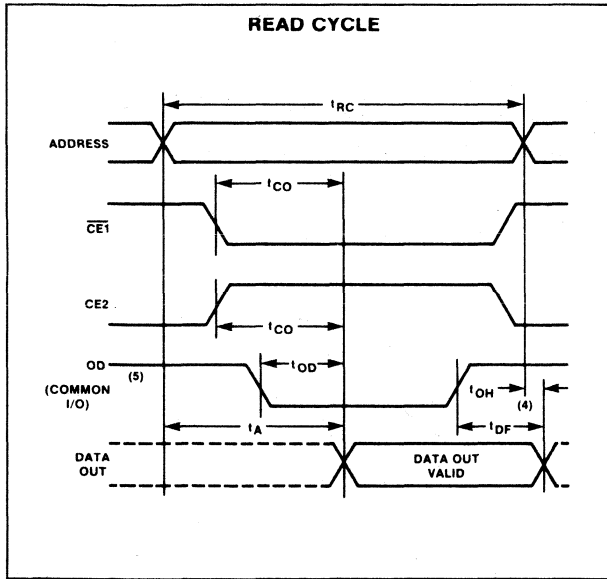 READ CYCLE
tRC
ADDRESS
tCO
CE1
CE2
tCO
OD
(5)
tOD
(COMMON
I/O)
tOH
(4)
tA
tDF
DATA
OUT
DATA OUT
VALID